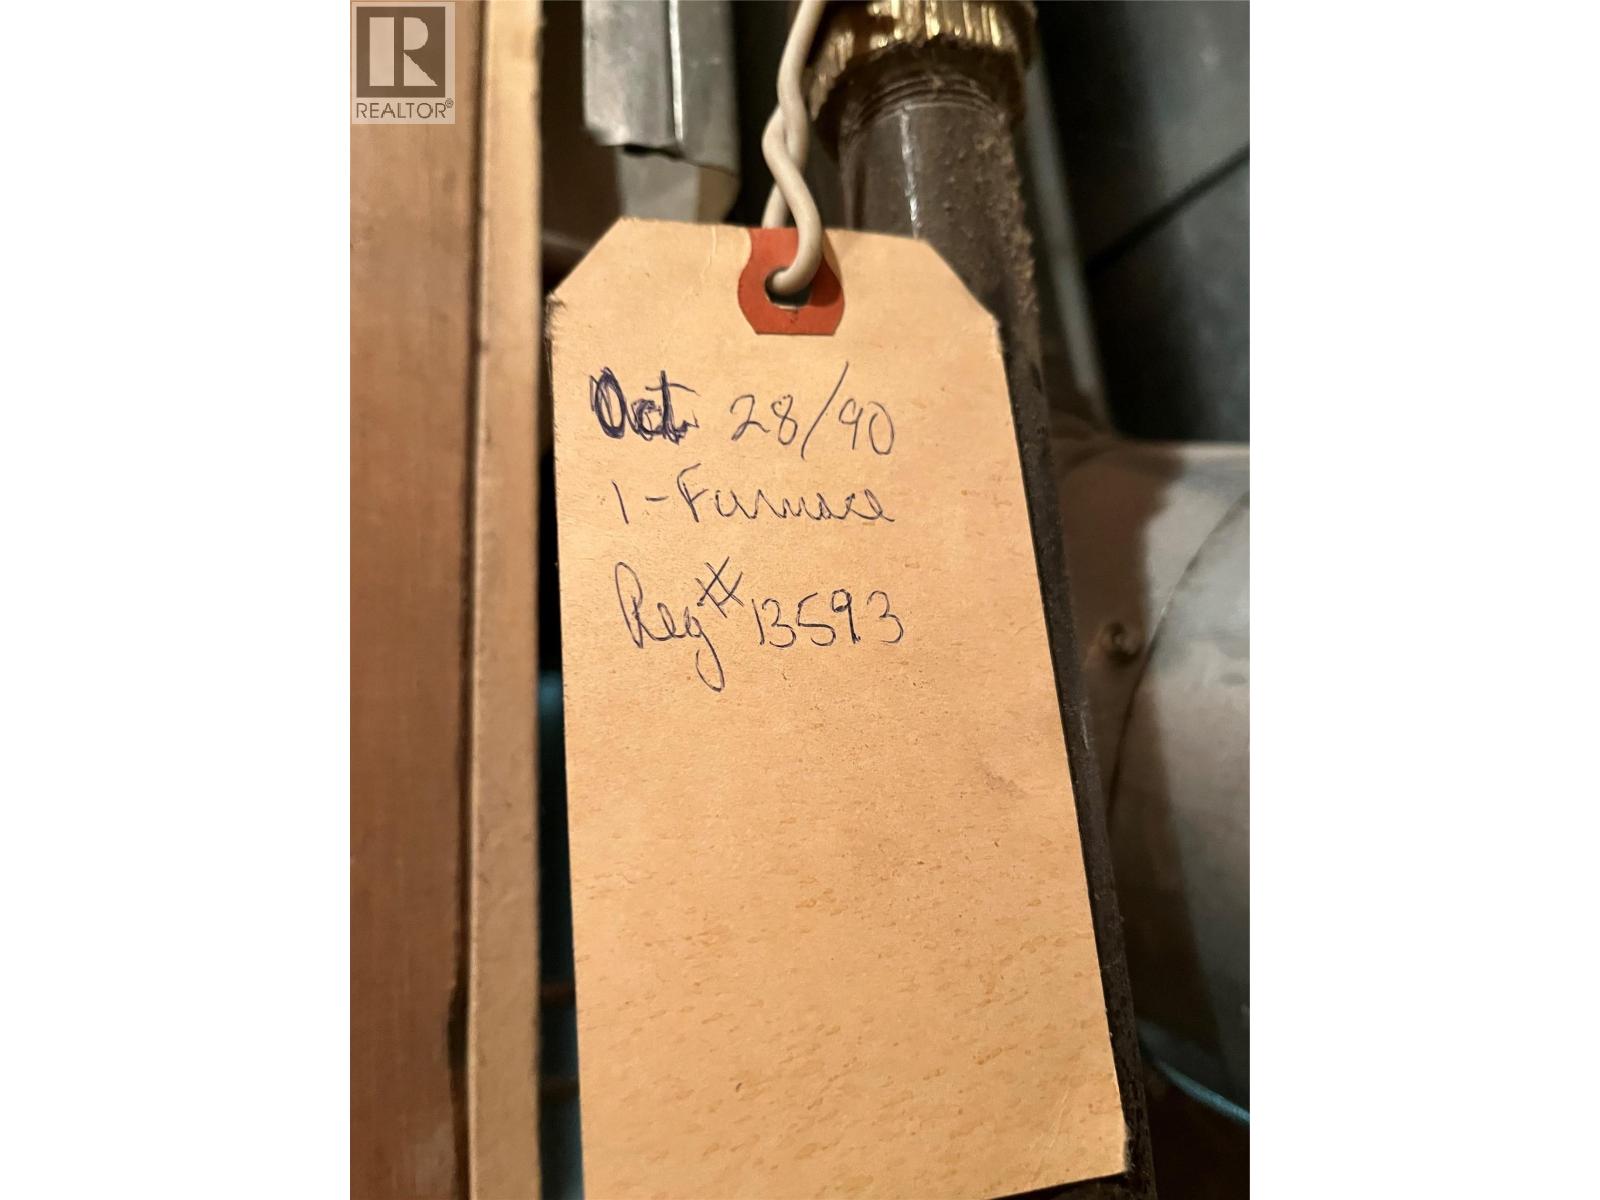 REALTOR®
Oct 28/90
1-Furnace
Reg# 13593